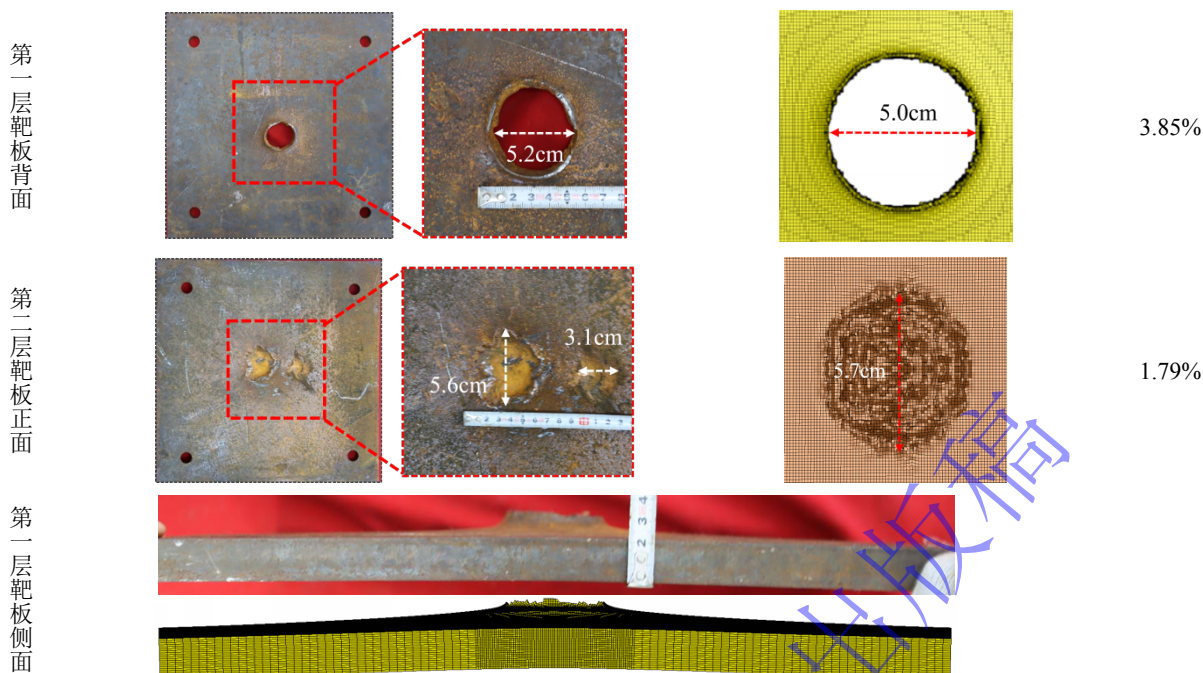 第一层靶板背面
5.2cm
5.0cm
3.85%
第二层靶板正面
5.6cm
3.1cm
5.7cm
1.79%
第一层靶板侧面
出版稿